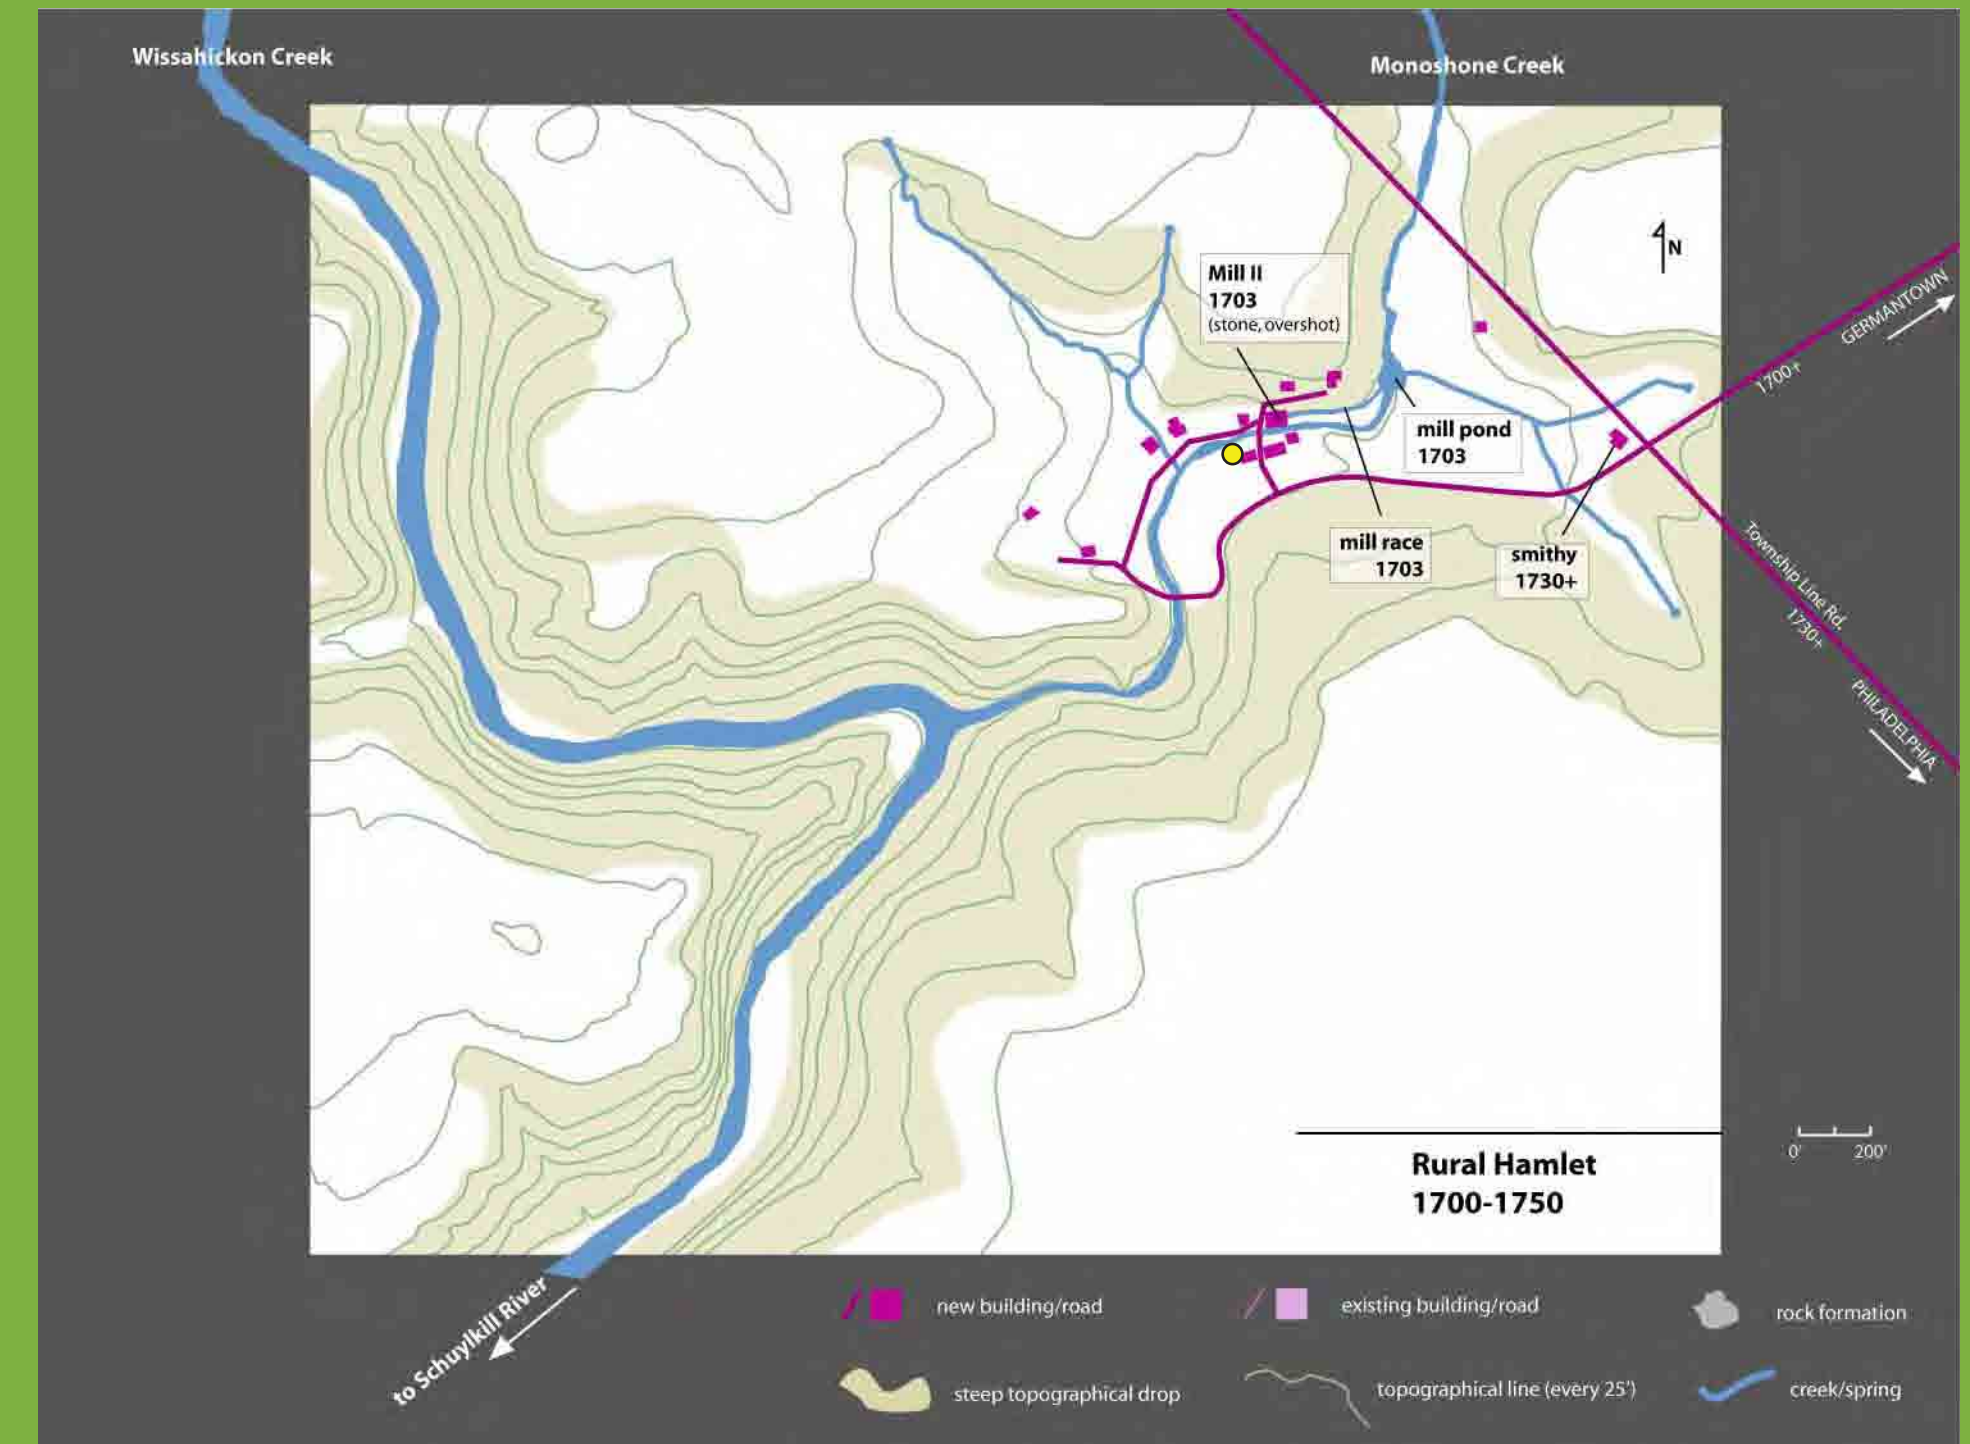 Wissahickon Creek
Monoshone Creek
N
Mill II
1703
(stone, overshot)
GERMANTOWN
1700+
mill pond
1703
mill race
1703
smithy
1730+
Township Line Rd.
1730+
PHILADELPHIA
0'
200'
Rural Hamlet
1700-1750
to Schuylkill River
new building/road
existing building/road
rock formation
steep topographical drop
topographical line (every 25')
creek/spring